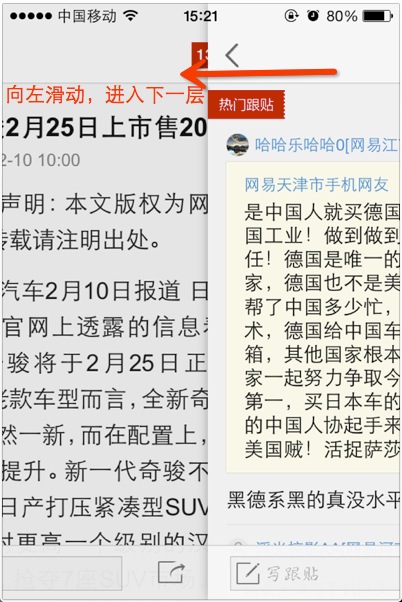 中国移动
15:21
80%
向左滑动，进入下一层
2月25日上市售20
2-10 10:00
声明：本文版权为网
转载请注明出处。
汽车2月10日报道 日
官网上透露的信息
骏将于2月25日正
老款车型而言，全新奇
然一新，而在配置上，
提升。新一代奇骏不
日产打压紧凑型SUV
更高一个级别的汉
热门跟贴
哈哈乐哈哈0[网易江
网易天津市手机网友
是中国人就买德国
国工业！做到做到
任！德国是唯一的
家，德国也不是美
帮了中国多少忙，
术，德国给中国车
箱，其他国家根本
家一起努力争取今
第一，买日本车的
的中国人协起手来
美国贼！活捉萨莎
黑德系黑的真没水平
写跟贴